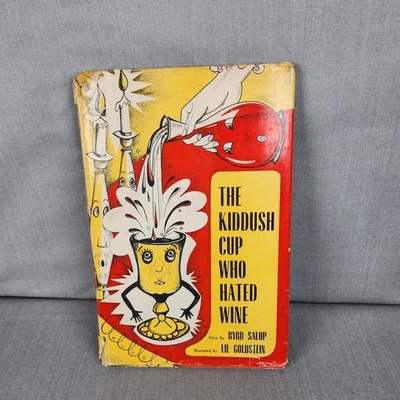 THE
KIDDUSH
CUP
WHO
HATED
WINE
Story By BYRD SALOP
Illustrated by LIL GOLDSTEIN